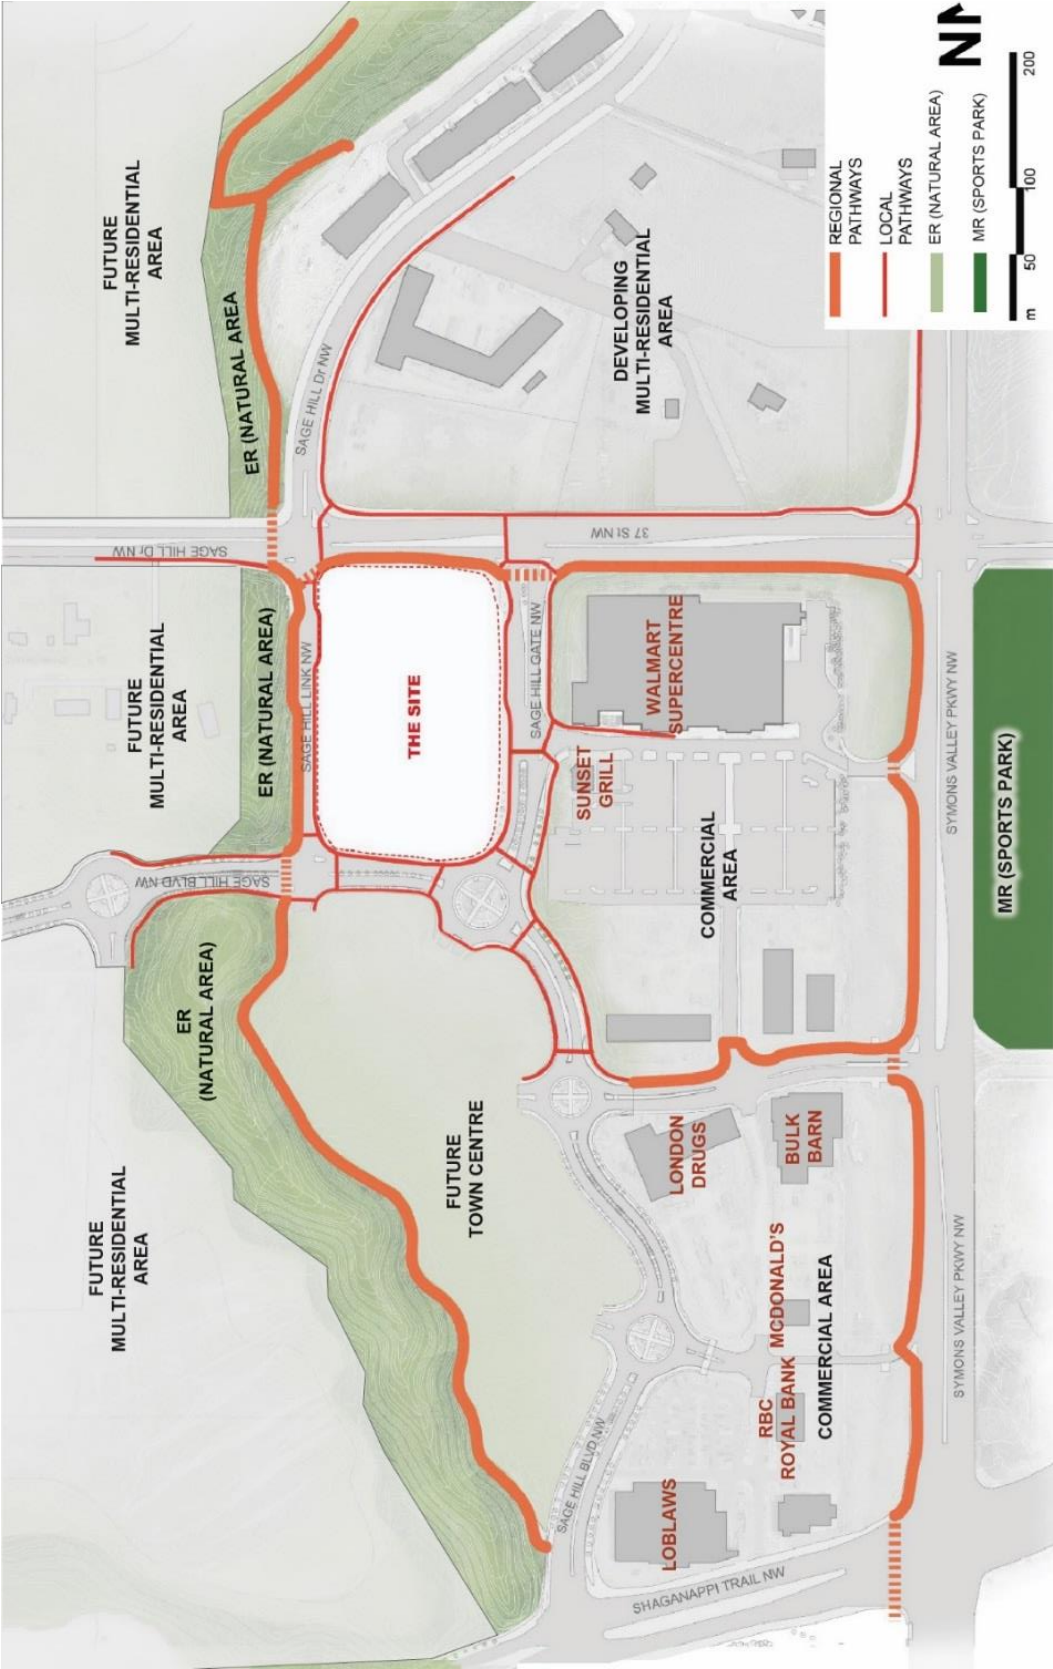 FUTURE
MULTI-RESIDENTIAL
AREA
ER (NATURAL AREA
SAGE HILL Dr NW
DEVELOPING
MULTI-RESIDENTIAL
AREA
REGIONAL
PATHWAYS
LOCAL
PATHWAYS
ER (NATURAL AREA)
MR (SPORTS PARK)
m
50
100
200
SAGE HILL Dr NW
37 St NW
FUTURE
MULTI-RESIDENTIAL
AREA
ER (NATURAL AREA)
SAGE HILL LINK NW
THE SITE
SAGE HILL GATE NW
WALMART
SUPERCENTRE
SUNSET
GRILL
COMMERCIAL
AREA
SYMONS VALLEY PKWY NW
MR (SPORTS PARK)
SAGE HILL BLVD NW
ER
(NATURAL AREA)
FUTURE
MULTI-RESIDENTIAL
AREA
FUTURE
TOWN CENTRE
LONDON
DRUGS
BULK
BARN
MCDONALD'S
RBC
ROYAL BANK
COMMERCIAL AREA
SYMONS VALLEY PKWY NW
SAGE HILL BLVD NW
LOBLAWS
SHAGANAPPI TRAIL NW